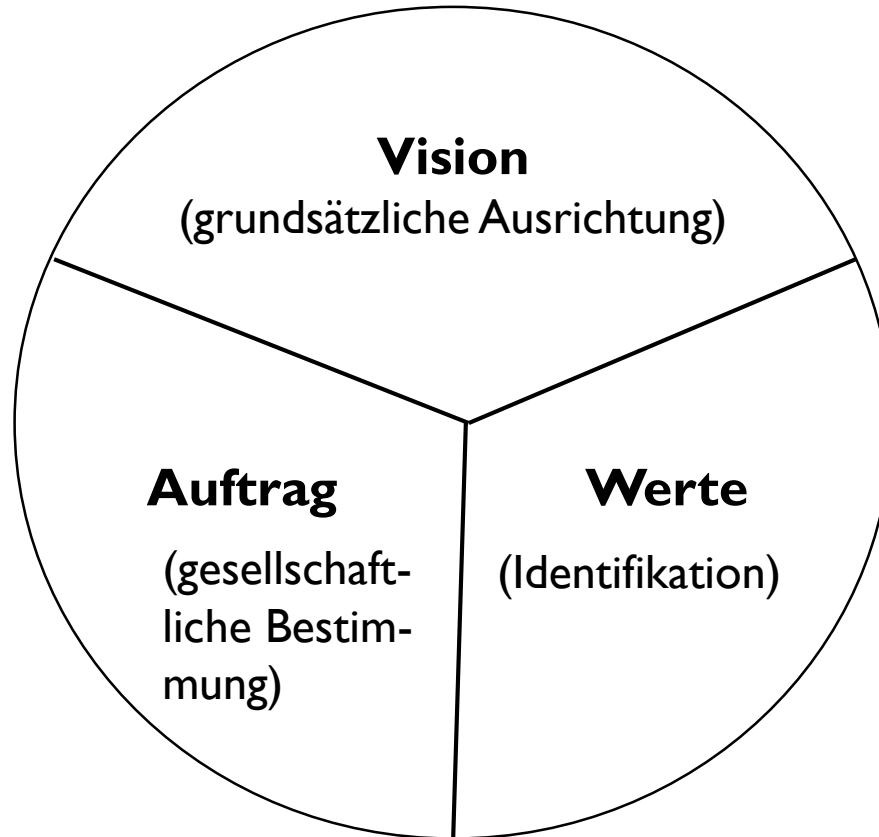 Vision
(grundsätzliche Ausrichtung)
Auftrag
(gesellschaft-
liche Bestim-
mung)
Werte
(Identifikation)